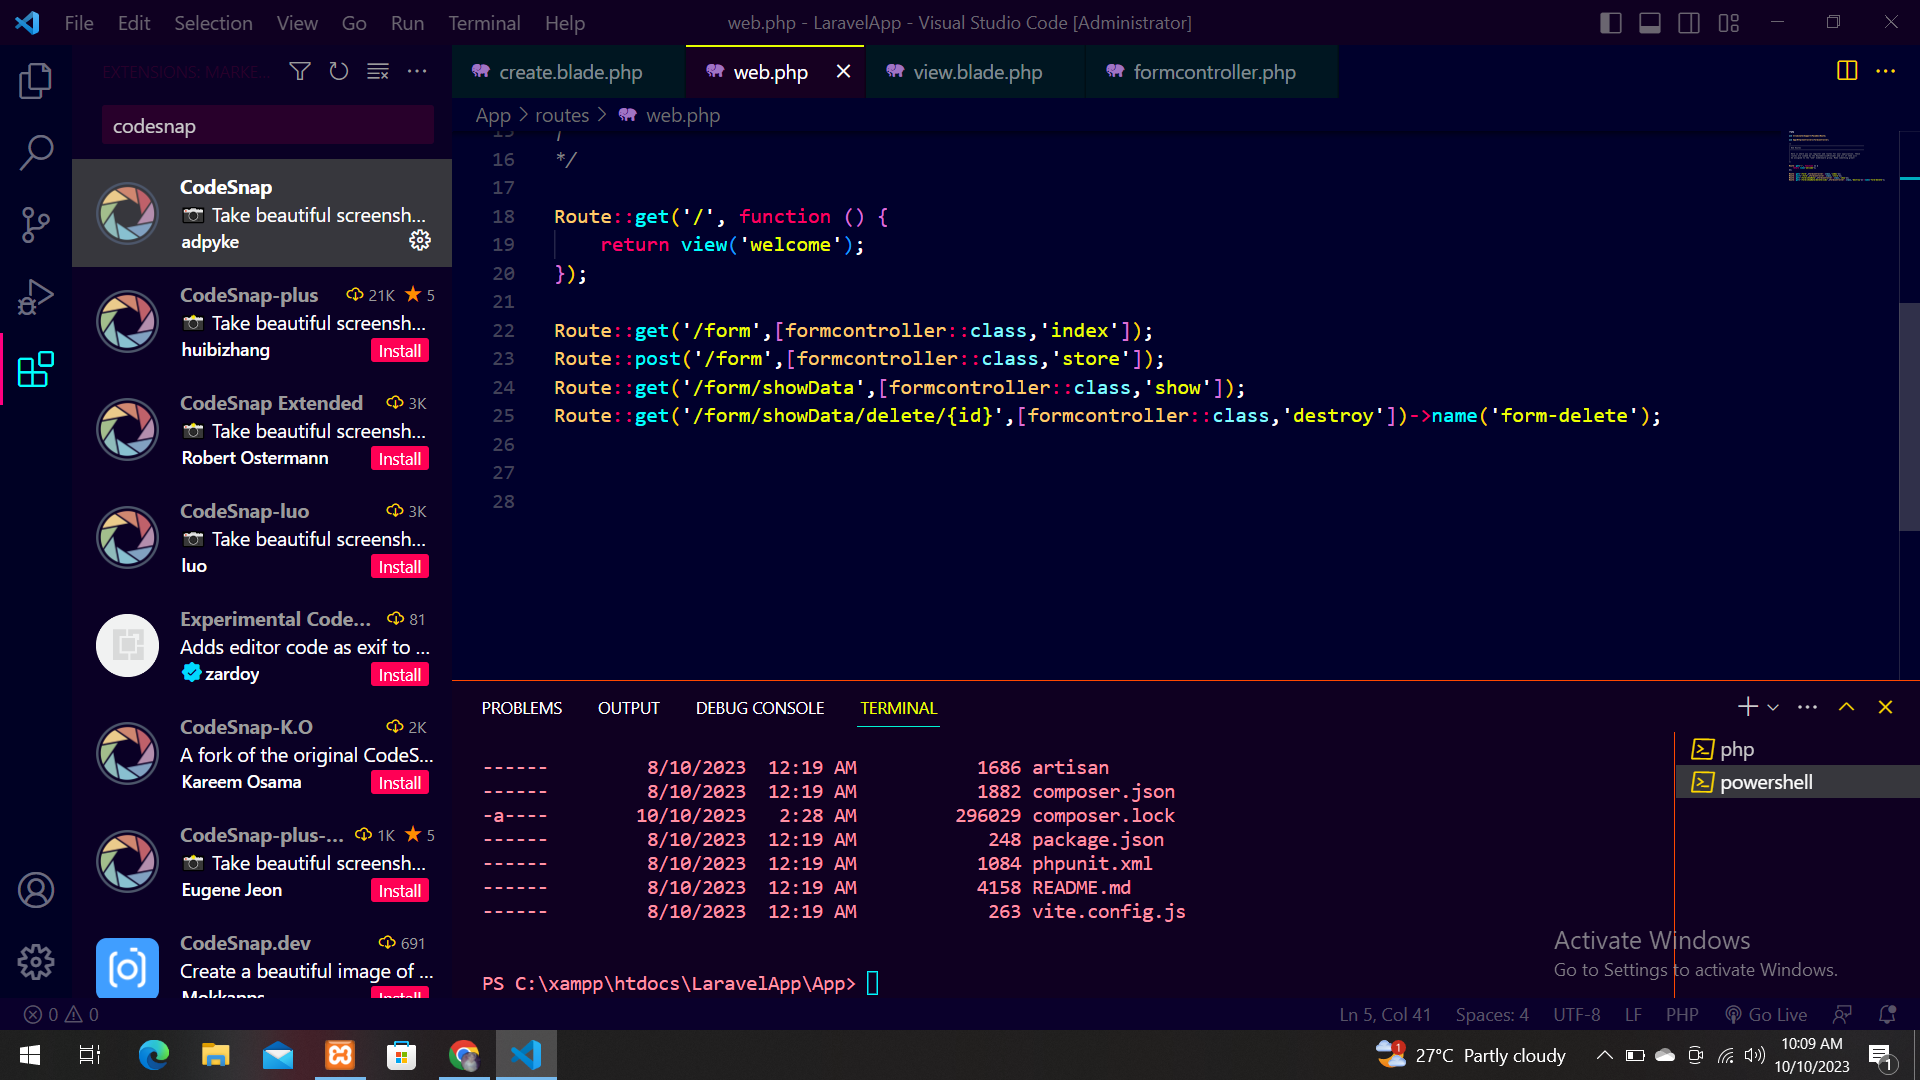 File Edit Selection View Go Run Terminal Help
web.php - LaravelApp - Visual Studio Code [Administrator]
EXTENSIONS: MARKE...
codesnap
CodeSnap
Take beautiful screensh...
adpyke
CodeSnap-plus 21K 5
Take beautiful screensh...
huibizhang Install
CodeSnap Extended 3K
Take beautiful screensh...
Robert Ostermann Install
CodeSnap-luo 3K
Take beautiful screensh...
luo Install
Experimental Code... 81
Adds editor code as exif to ...
zardoy Install
CodeSnap-K.O 2K
A fork of the original CodeS...
Kareem Osama Install
CodeSnap-plus-... 1K 5
Take beautiful screensh...
Eugene Jeon Install
CodeSnap.dev 691
Create a beautiful image of ...
Mokkapps Install
create.blade.php web.php view.blade.php formcontroller.php
App > routes > web.php
15 |
16 */
17
18 Route::get('/', function () {
19 return view('welcome');
20 });
21
22 Route::get('/form',[formcontroller::class,'index']);
23 Route::post('/form',[formcontroller::class,'store']);
24 Route::get('/form/showData',[formcontroller::class,'show']);
25 Route::get('/form/showData/delete/{id}',[formcontroller::class,'destroy'])->name('form-delete');
26
27
28
PROBLEMS OUTPUT DEBUG CONSOLE TERMINAL
------ 8/10/2023 12:19 AM 1686 artisan
------ 8/10/2023 12:19 AM 1882 composer.json
-a---- 10/10/2023 2:28 AM 296029 composer.lock
------ 8/10/2023 12:19 AM 248 package.json
------ 8/10/2023 12:19 AM 1084 phpunit.xml
------ 8/10/2023 12:19 AM 4158 README.md
------ 8/10/2023 12:19 AM 263 vite.config.js
PS C:\xampp\htdocs\LaravelApp\App>
php
powershell
Activate Windows
Go to Settings to activate Windows.
0 0
Ln 5, Col 41 Spaces: 4 UTF-8 LF PHP Go Live
1 27°C Partly cloudy
10:09 AM
10/10/2023
1